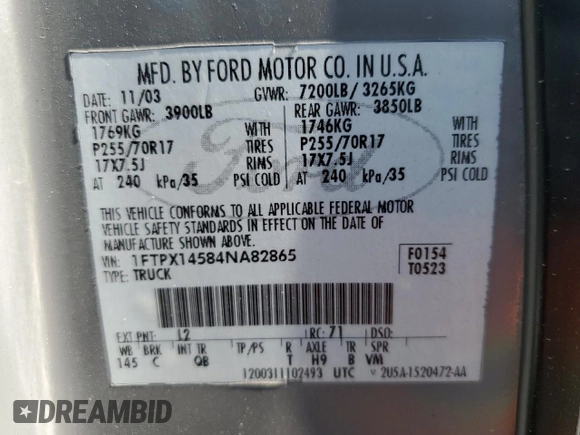 MFD. BY FORD MOTOR CO. IN U.S.A.
DATE: 11/03 GVWR: 7200LB/ 3265KG
FRONT GAWR: 3900LB REAR GAWR: 3850LB
1769KG WITH 1746KG WITH
P255/70R17 TIRES P255/70R17 TIRES
17X7.5J RIMS 17X7.5J RIMS
AT 240 kPa/35 PSI COLD AT 240 kPa/35 PSI COLD
Ford
THIS VEHICLE CONFORMS TO ALL APPLICABLE FEDERAL MOTOR
VEHICLE SAFETY STANDARDS IN EFFECT ON THE DATE OF
MANUFACTURE SHOWN ABOVE.
VIN: 1FTPX14584NA82865 F0154
TYPE: TRUCK T0523
EXT PNT: L2 RC: 71 DSO:
WB BRK INT TR TP/PS R AXLE TR SPR
145 C QB T H9 B VM
1200311102493 UTC 2U5A-1520472-AA
DREAMBID